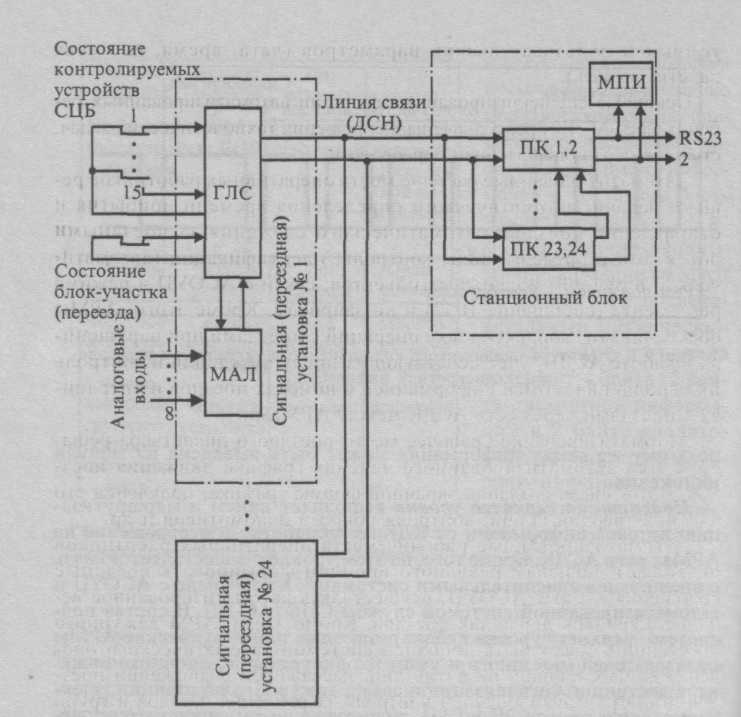 Состояние
контролируемых
устройств
СЦБ
1
15
ГЛС
Состояние
блок-участка
(переезда)
Аналоговые
входы
1
8
МАЛ
Сигнальная (переездная)
установка № 1
Линия связи
(ДСН)
МПИ
ПК 1,2
RS23
2
ПК 23,24
Станционный блок
Сигнальная
(переездная)
установка № 24